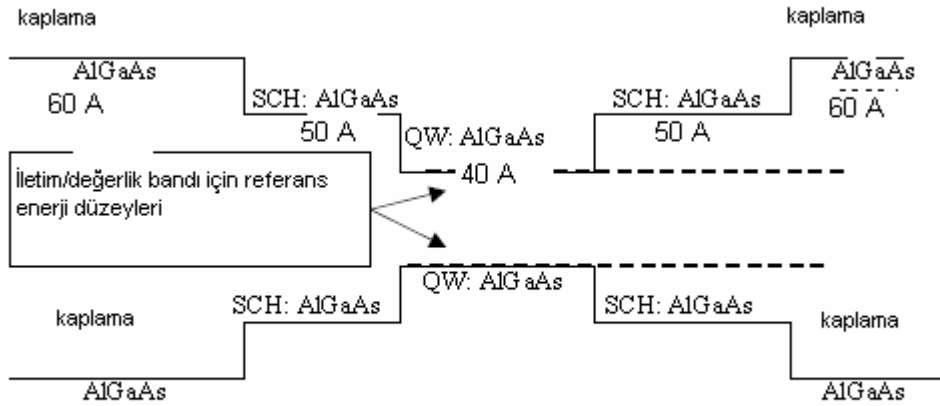 kaplama
kaplama
AlGaAs
AlGaAs
60 A
SCH: AlGaAs
SCH: AlGaAs
60 A
50 A
QW: AlGaAs
50 A
40 A
İletim/değerlik bandı için referans
enerji düzeyleri
QW: AlGaAs
SCH: AlGaAs
SCH: AlGaAs
kaplama
kaplama
AlGaAs
AlGaAs